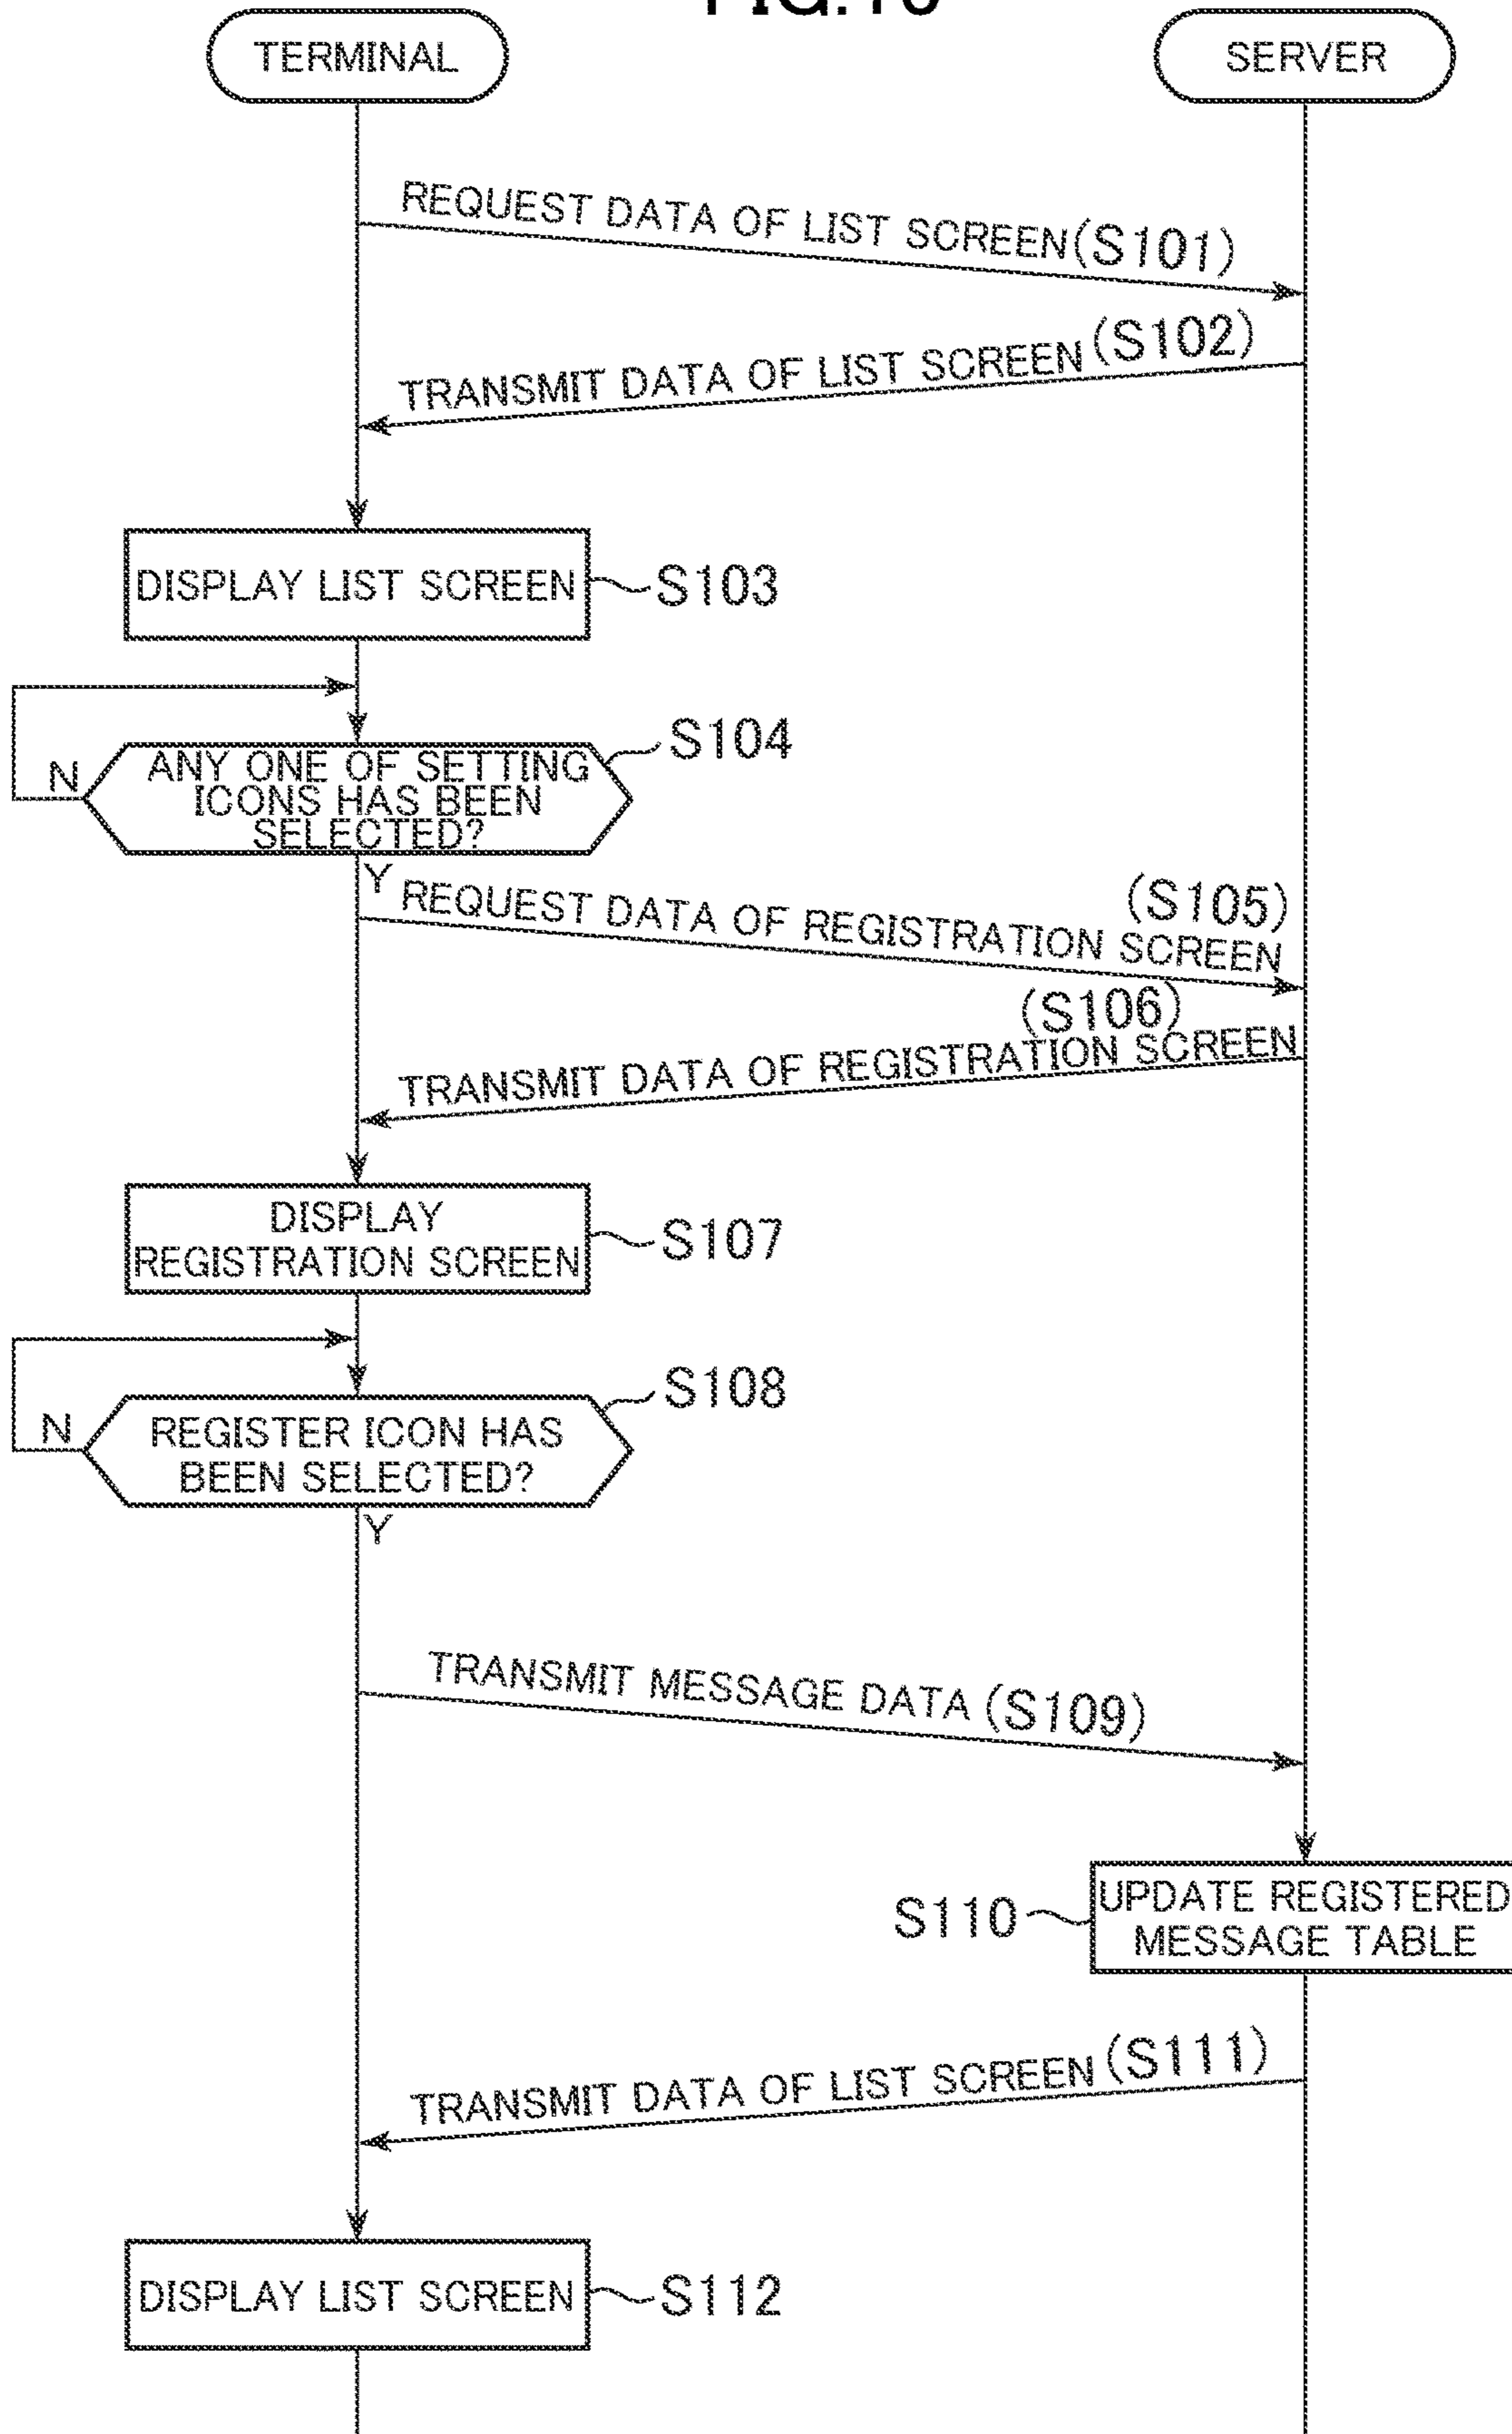 TERMINAL
SERVER
REQUEST DATA OF LIST SCREEN(S101)
TRANSMIT DATA OF LIST SCREEN(S102)
DISPLAY LIST SCREEN
S103
S104
ANY ONE OF SETTING
ICONS HAS BEEN
SELECTED?
N
Y
(S105)
REQUEST DATA OF REGISTRATION SCREEN
(S106)
TRANSMIT DATA OF REGISTRATION SCREEN
DISPLAY
REGISTRATION SCREEN
S107
S108
REGISTER ICON HAS
BEEN SELECTED?
N
Y
TRANSMIT MESSAGE DATA (S109)
S110
UPDATE REGISTERED
MESSAGE TABLE
TRANSMIT DATA OF LIST SCREEN(S111)
DISPLAY LIST SCREEN
S112